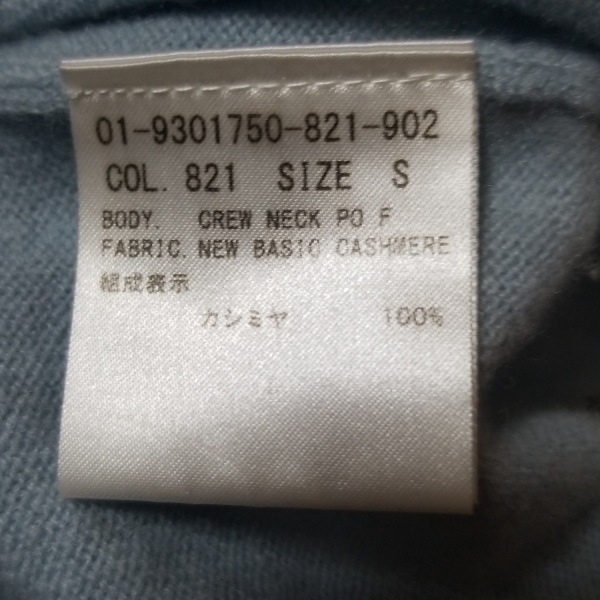 01-9301750-821-902
COL. 821 SIZE S
BODY. CREW NECK PO F
FABRIC. NEW BASIC CASHMERE
組成表示
カシミヤ 100%